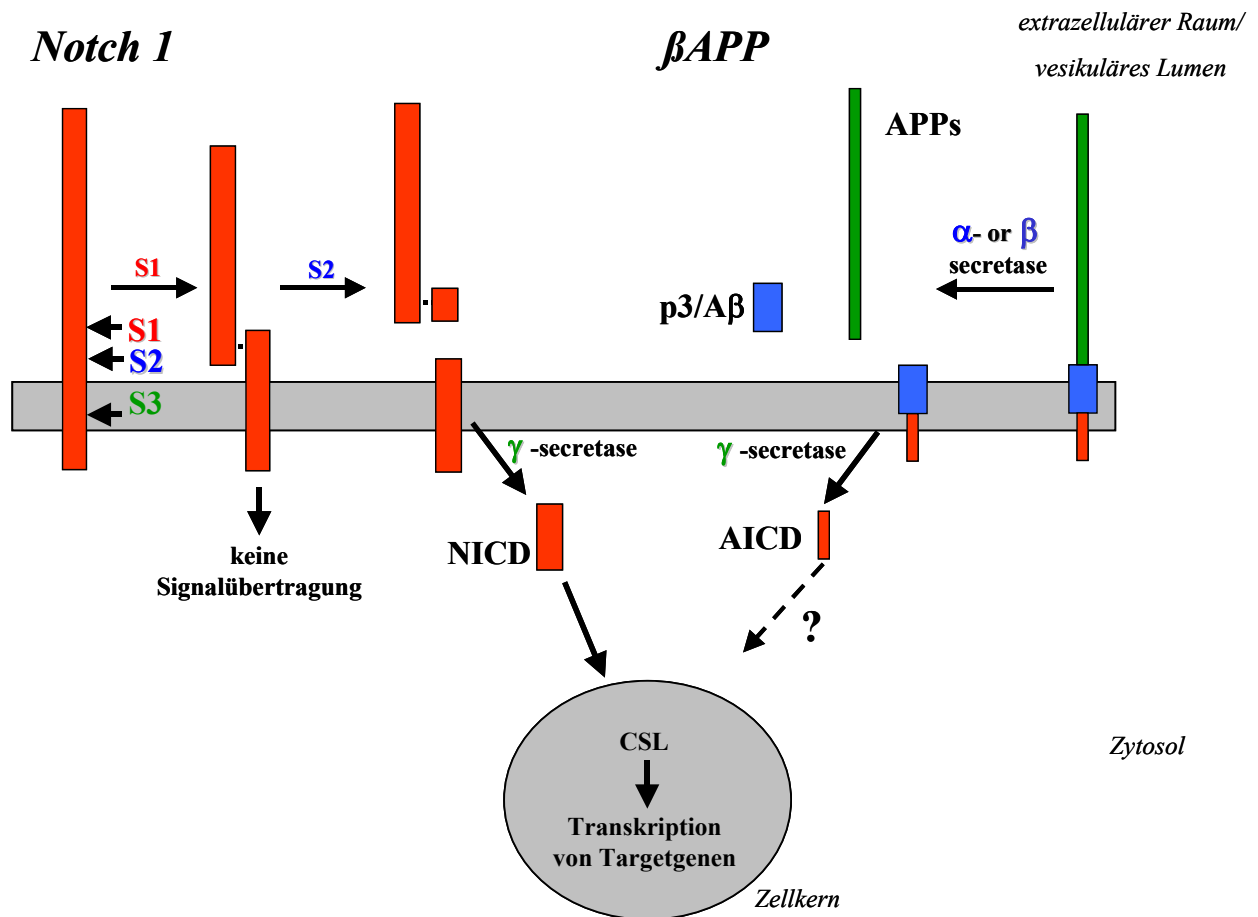 Notch 1
ßAPP
extrazellulärer Raum/
vesikuläres Lumen
APPs
α- or β
secretase
S1
S2
p3/Aβ
S1
S2
S3
γ -secretase
γ -secretase
keine
Signalübertragung
NICD
AICD
?
CSL
Transkription
von Targetgenen
Zytosol
Zellkern